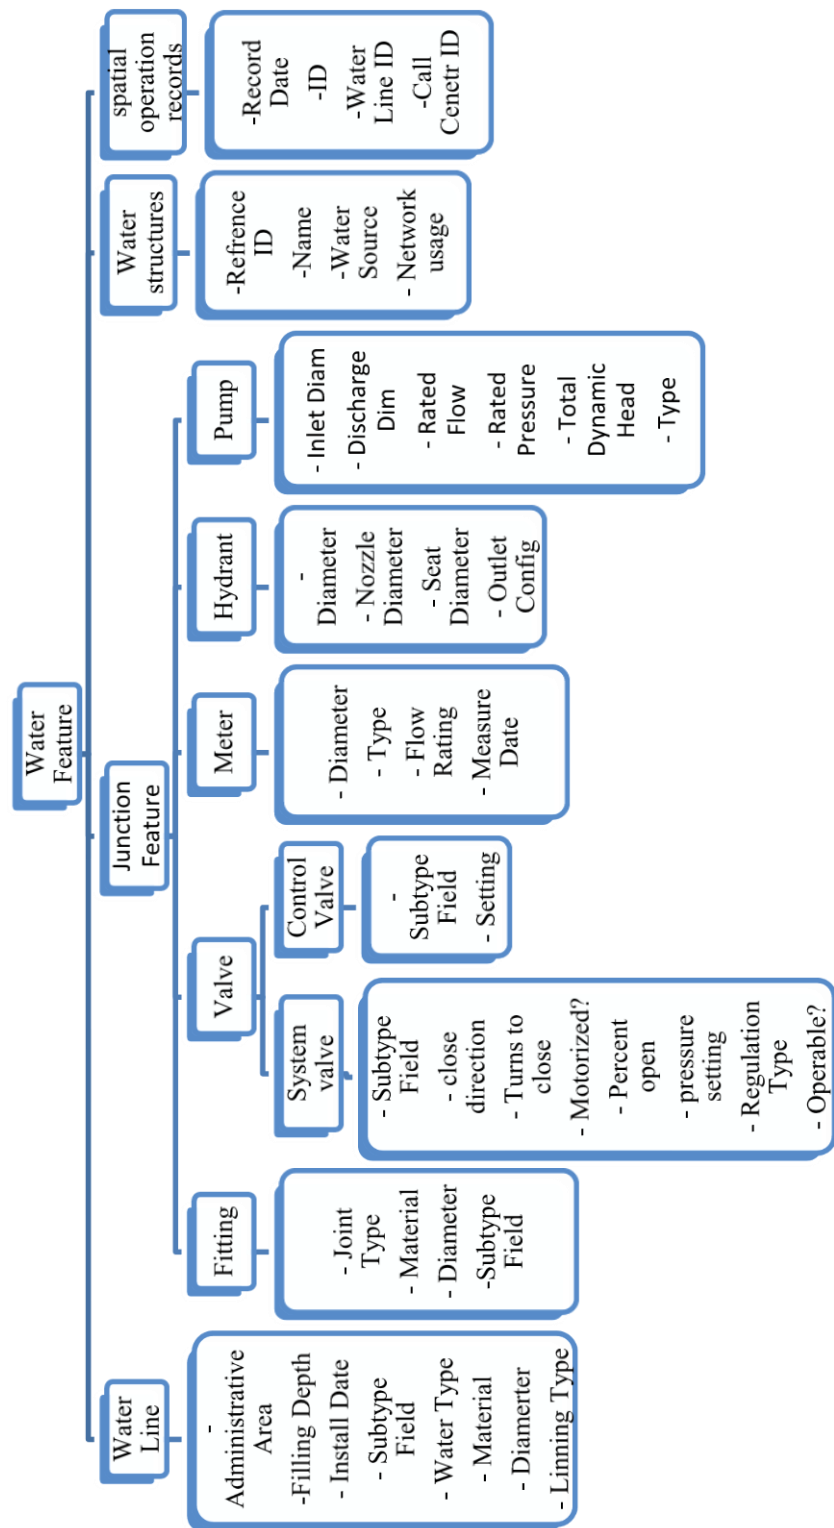 Water
Feature
Water
Line
-
Administrative
Area
-Filling Depth
- Install Date
- Subtype
Field
- Water Type
- Material
- Diamerter
- Linning Type
Junction
Feature
Fitting
- Joint
Type
- Material
- Diameter
-Subtype
Field
Valve
System
valve
- Subtype
Field
- close
direction
- Turns to
close
- Motorized?
- Percent
open
- pressure
setting
- Regulation
Type
- Operable?
Control
Valve
-
Subtype
Field
- Setting
Meter
- Diameter
- Type
- Flow
Rating
- Measure
Date
Hydrant
-
Diameter
- Nozzle
Diameter
- Seat
Diameter
- Outlet
Config
Pump
- Inlet Diam
- Discharge
Dim
- Rated
Flow
- Rated
Pressure
- Total
Dynamic
Head
- Type
Water
structures
-Refrence
ID
-Name
-Water
Source
- Network
usage
spatial
operation
records
-Record
Date
-ID
-Water
Line ID
-Call
Cenetr ID